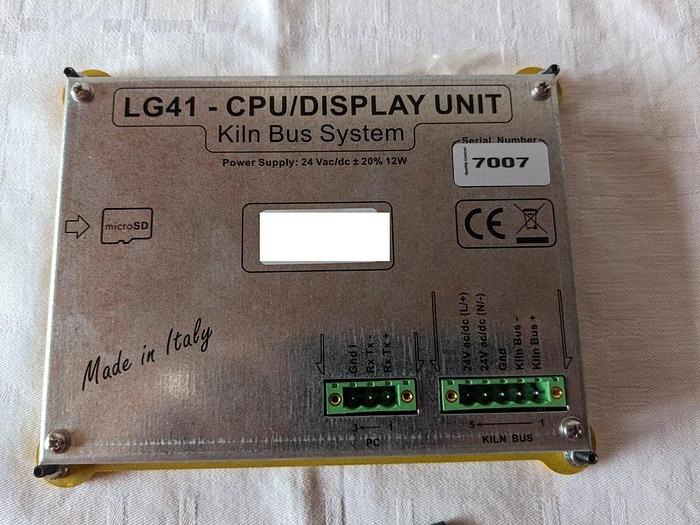 LG41 - CPU/DISPLAY UNIT
Kiln Bus System
Power Supply: 24 Vac/dc ± 20% 12W
Serial Number
Quality Control
7007
microSD
CE
Made in Italy
Gnd I
Rx Tx -
Rx Tx +
24V ac/dc (L/+)
24V ac/dc (N/-)
Gnd
Kiln Bus -
Kiln Bus +
3 1
PC
5 1
KILN BUS